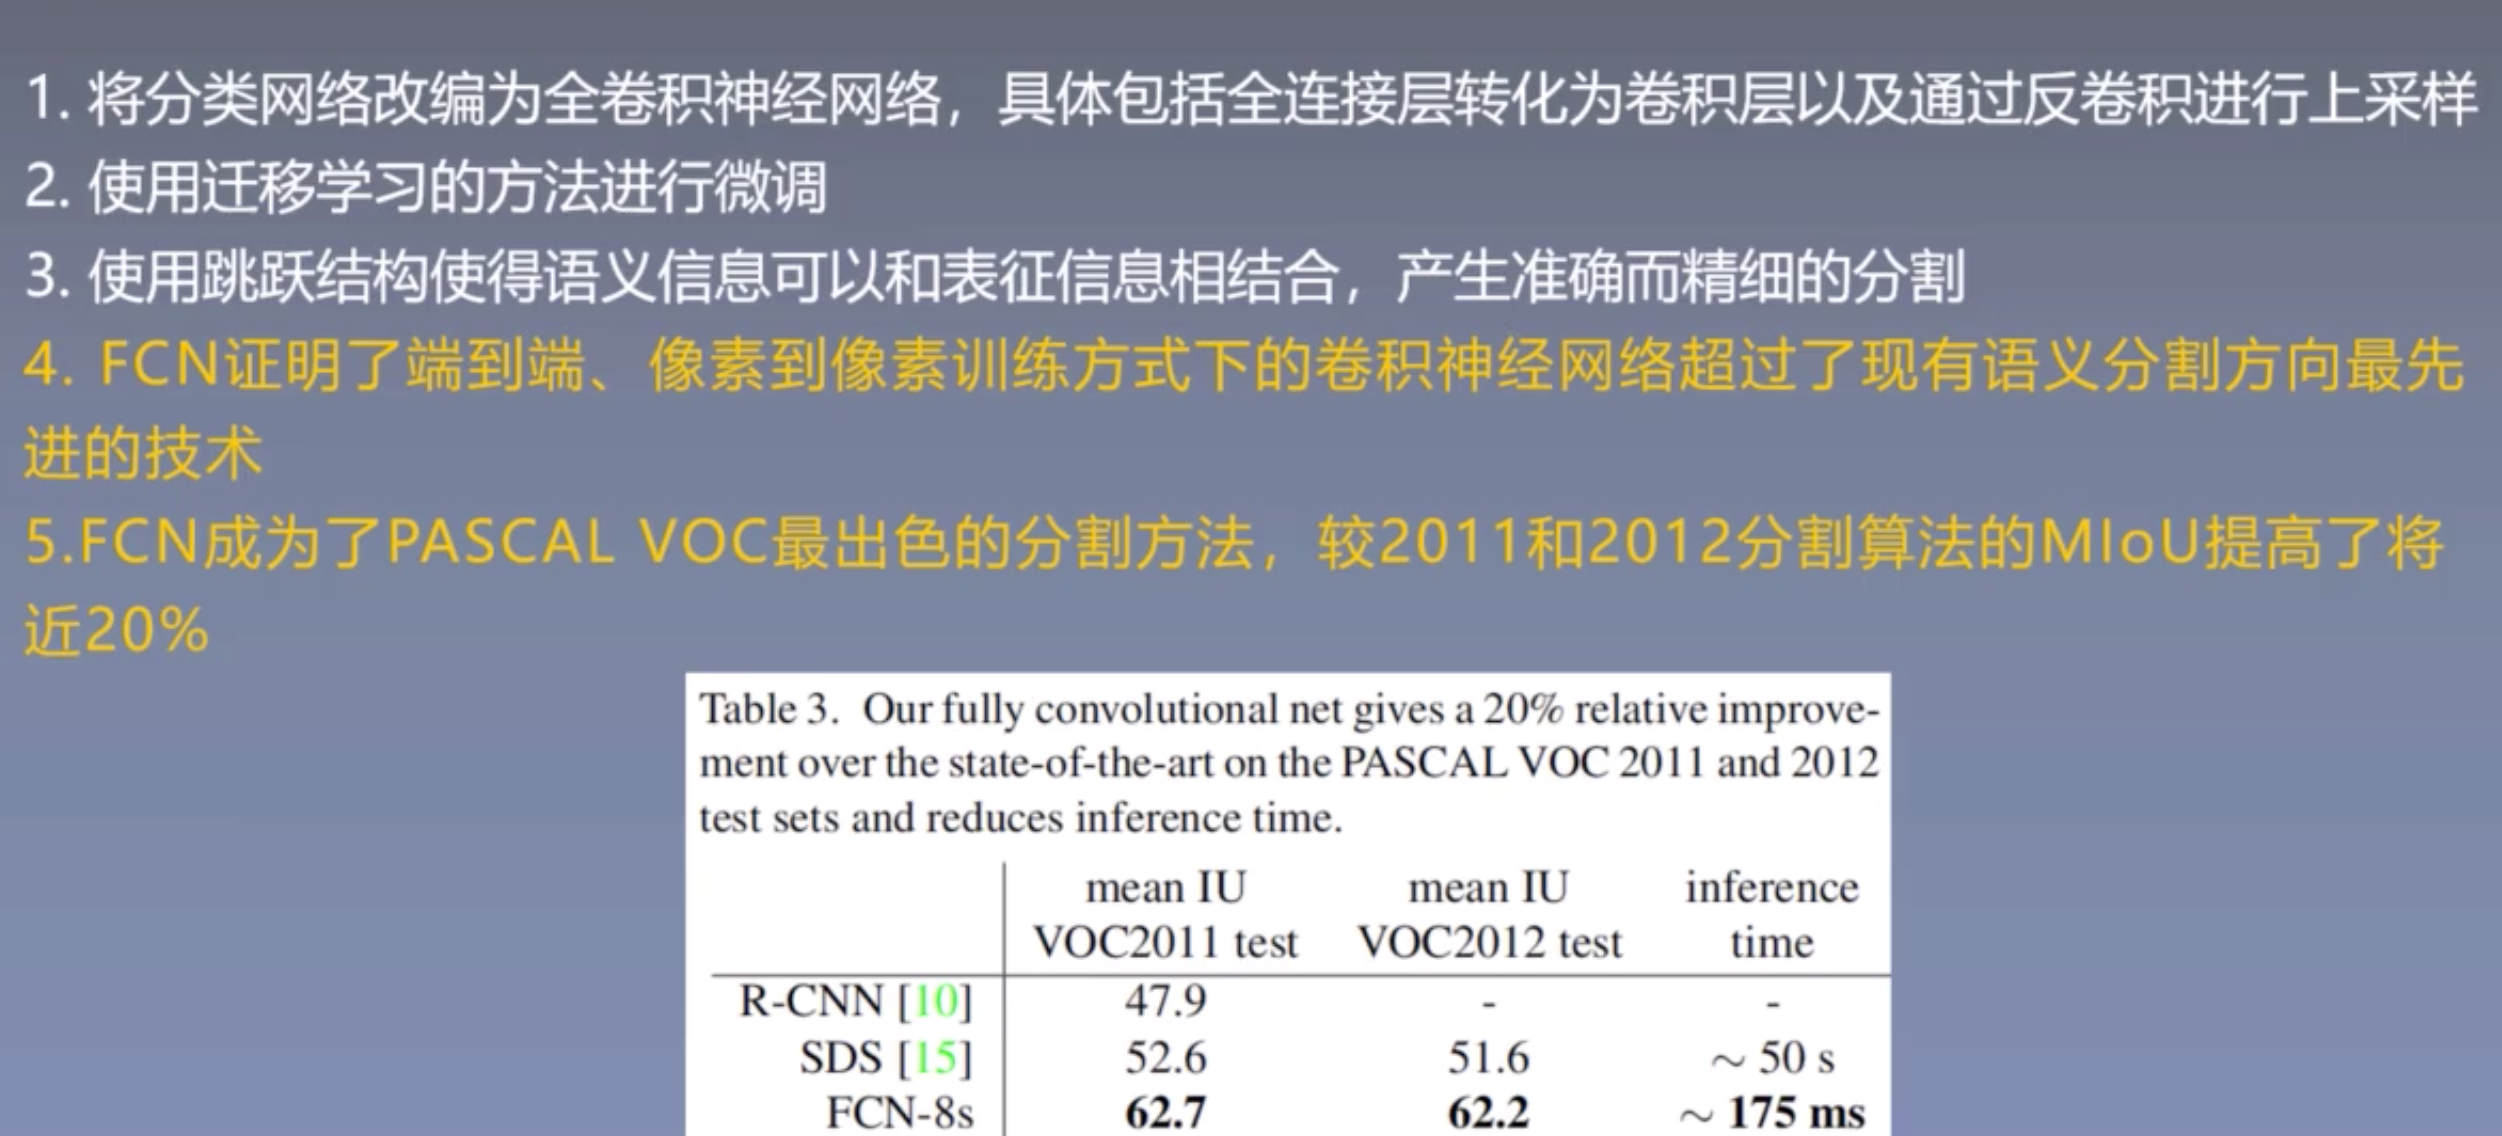 1. 将分类网络改编为全卷积神经网络，具体包括全连接层转化为卷积层以及通过反卷积进行上采样
2. 使用迁移学习的方法进行微调
3. 使用跳跃结构使得语义信息可以和表征信息相结合，产生准确而精细的分割
4. FCN证明了端到端、像素到像素训练方式下的卷积神经网络超过了现有语义分割方向最先
进的技术
5.FCN成为了PASCAL VOC最出色的分割方法，较2011和2012分割算法的MIoU提高了将
近20%
Table 3. Our fully convolutional net gives a 20% relative improve-
ment over the state-of-the-art on the PASCAL VOC 2011 and 2012
test sets and reduces inference time.
mean IU mean IU inference
VOC2011 test VOC2012 test time
R-CNN [10] 47.9 - -
SDS [15] 52.6 51.6 ~ 50 s
FCN-8s 62.7 62.2 ~ 175 ms